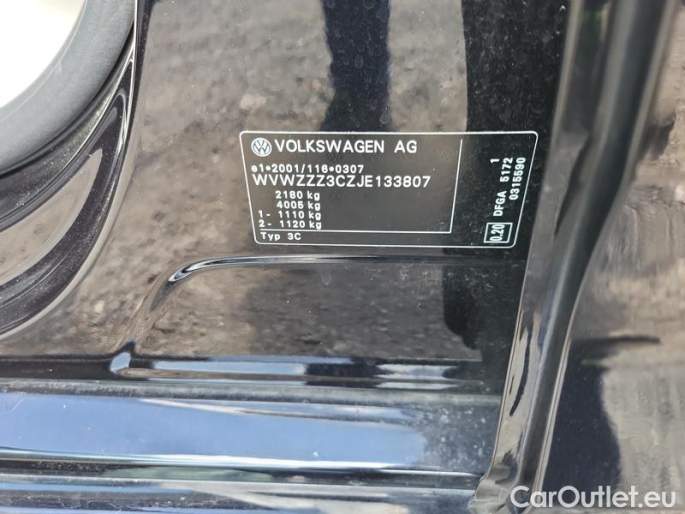 VOLKSWAGEN AG
e1*2001/116*0307
WVWZZZ3CZJE133807
2180 kg
4005 kg
1- 1110 kg
2- 1120 kg
Typ 3C
0.20 DFGA 5172 1
0315590
CarOutlet.eu